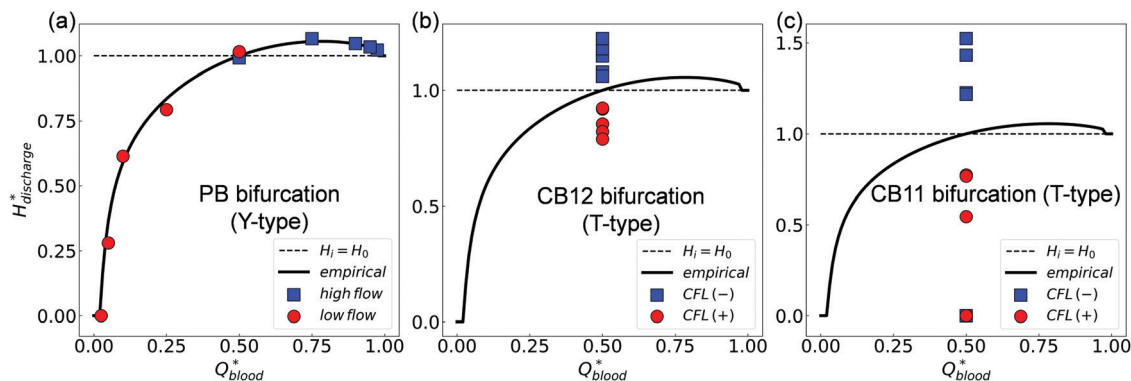 (a)
H*discharge
1.00
0.75
0.50
0.25
0.00
PB bifurcation
(Y-type)
Hi = H0
empirical
high flow
low flow
0.00 0.25 0.50 0.75 1.00
Q*blood
(b)
1.0
0.5
0.0
CB12 bifurcation
(T-type)
Hi = H0
empirical
CFL (−)
CFL (+)
0.00 0.25 0.50 0.75 1.00
Q*blood
(c)
1.5
1.0
0.5
0.0
CB11 bifurcation (T-type)
Hi = H0
empirical
CFL (−)
CFL (+)
0.00 0.25 0.50 0.75 1.00
Q*blood